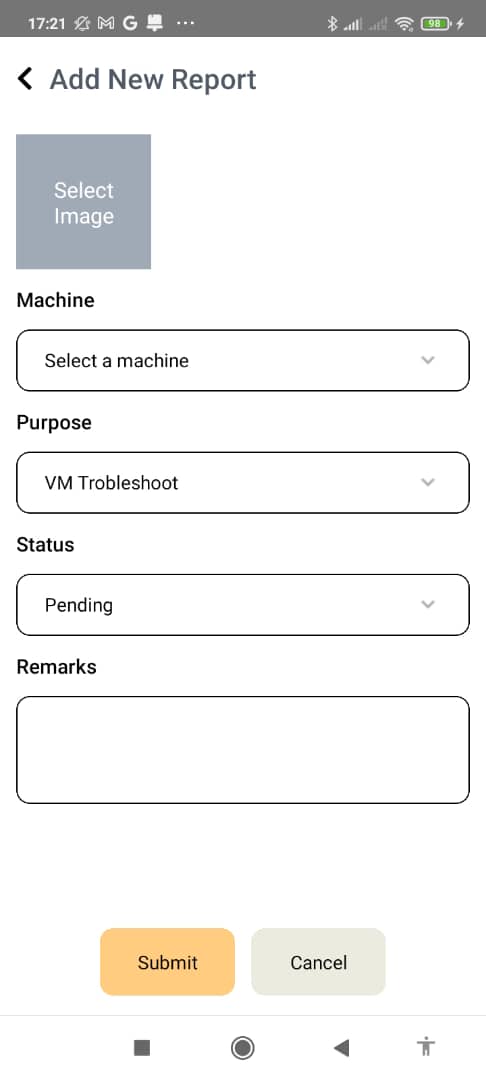 17:21
98
Add New Report
Select
Image
Machine
Select a machine
Purpose
VM Trobleshoot
Status
Pending
Remarks
Submit
Cancel